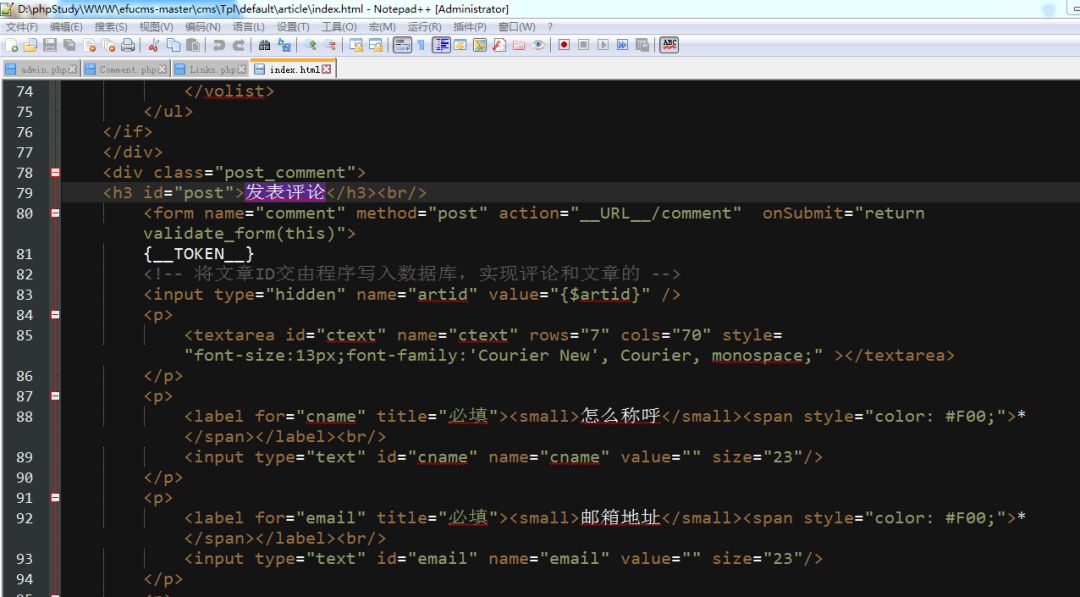 D:\phpStudy\WWW\efucms-master\cms\Tpl\default\article\index.html - Notepad++ [Administrator]
文件(F) 编辑(E) 搜索(S) 视图(V) 编码(N) 语言(L) 设置(T) 工具(O) 宏(M) 运行(R) 插件(P) 窗口(W) ?
admin.php Comment.php Links.php index.html
74 </volist>
75 </ul>
76 </if>
77 </div>
78 <div class="post_comment">
79 <h3 id="post">发表评论</h3><br/>
80 <form name="comment" method="post" action="__URL__/comment"  onSubmit="return
validate_form(this)">
81 {__TOKEN__}
82 <!-- 将文章ID交由程序写入数据库，实现评论和文章的 -->
83 <input type="hidden" name="artid" value="{$artid}" />
84 <p>
85 <textarea id="ctext" name="ctext" rows="7" cols="70" style=
"font-size:13px;font-family:'Courier New', Courier, monospace;" ></textarea>
86 </p>
87 <p>
88 <label for="cname" title="必填"><small>怎么称呼</small><span style="color: #F00;">*
</span></label><br/>
89 <input type="text" id="cname" name="cname" value="" size="23"/>
90 </p>
91 <p>
92 <label for="email" title="必填"><small>邮箱地址</small><span style="color: #F00;">*
</span></label><br/>
93 <input type="text" id="email" name="email" value="" size="23"/>
94 </p>